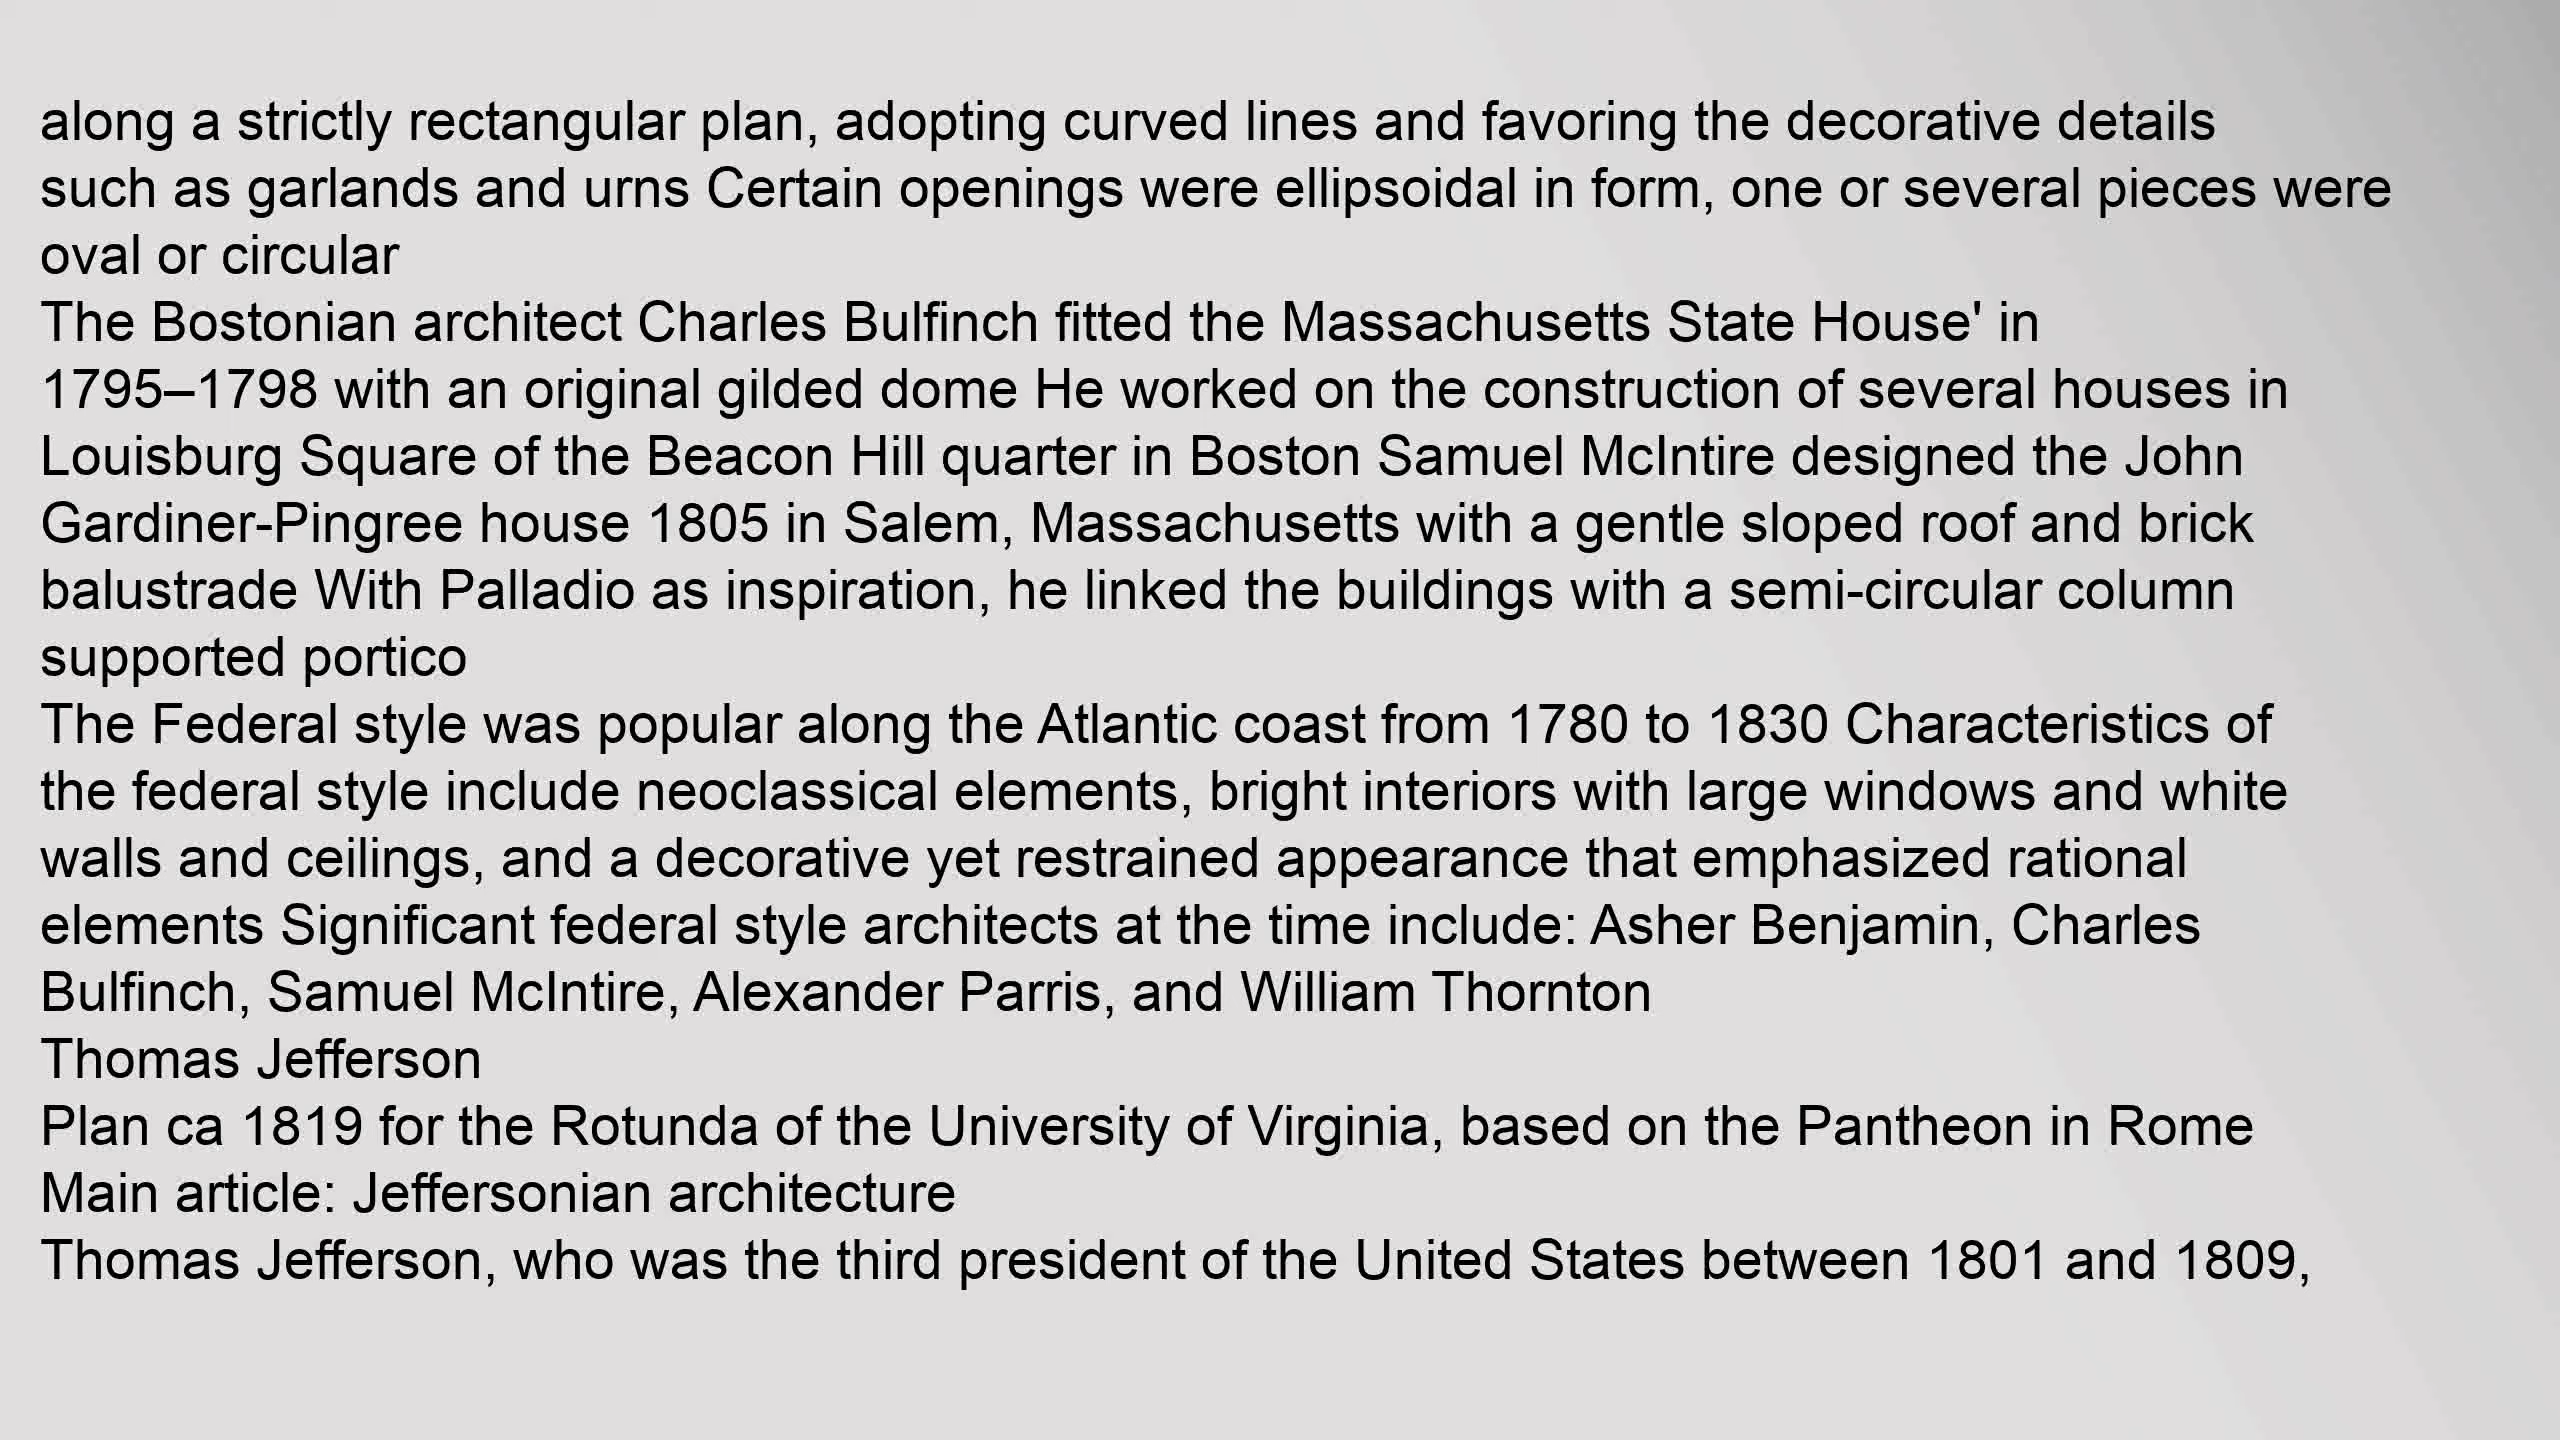 along a strictly rectangular plan, adopting curved lines and favoring the decorative details
such as garlands and urns Certain openings were ellipsoidal in form, one or several pieces were
oval or circular
The Bostonian architect Charles Bulfinch fitted the Massachusetts State House' in
1795–1798 with an original gilded dome He worked on the construction of several houses in
Louisburg Square of the Beacon Hill quarter in Boston Samuel McIntire designed the John
Gardiner-Pingree house 1805 in Salem, Massachusetts with a gentle sloped roof and brick
balustrade With Palladio as inspiration, he linked the buildings with a semi-circular column
supported portico
The Federal style was popular along the Atlantic coast from 1780 to 1830 Characteristics of
the federal style include neoclassical elements, bright interiors with large windows and white
walls and ceilings, and a decorative yet restrained appearance that emphasized rational
elements Significant federal style architects at the time include: Asher Benjamin, Charles
Bulfinch, Samuel McIntire, Alexander Parris, and William Thornton
Thomas Jefferson
Plan ca 1819 for the Rotunda of the University of Virginia, based on the Pantheon in Rome
Main article: Jeffersonian architecture
Thomas Jefferson, who was the third president of the United States between 1801 and 1809,